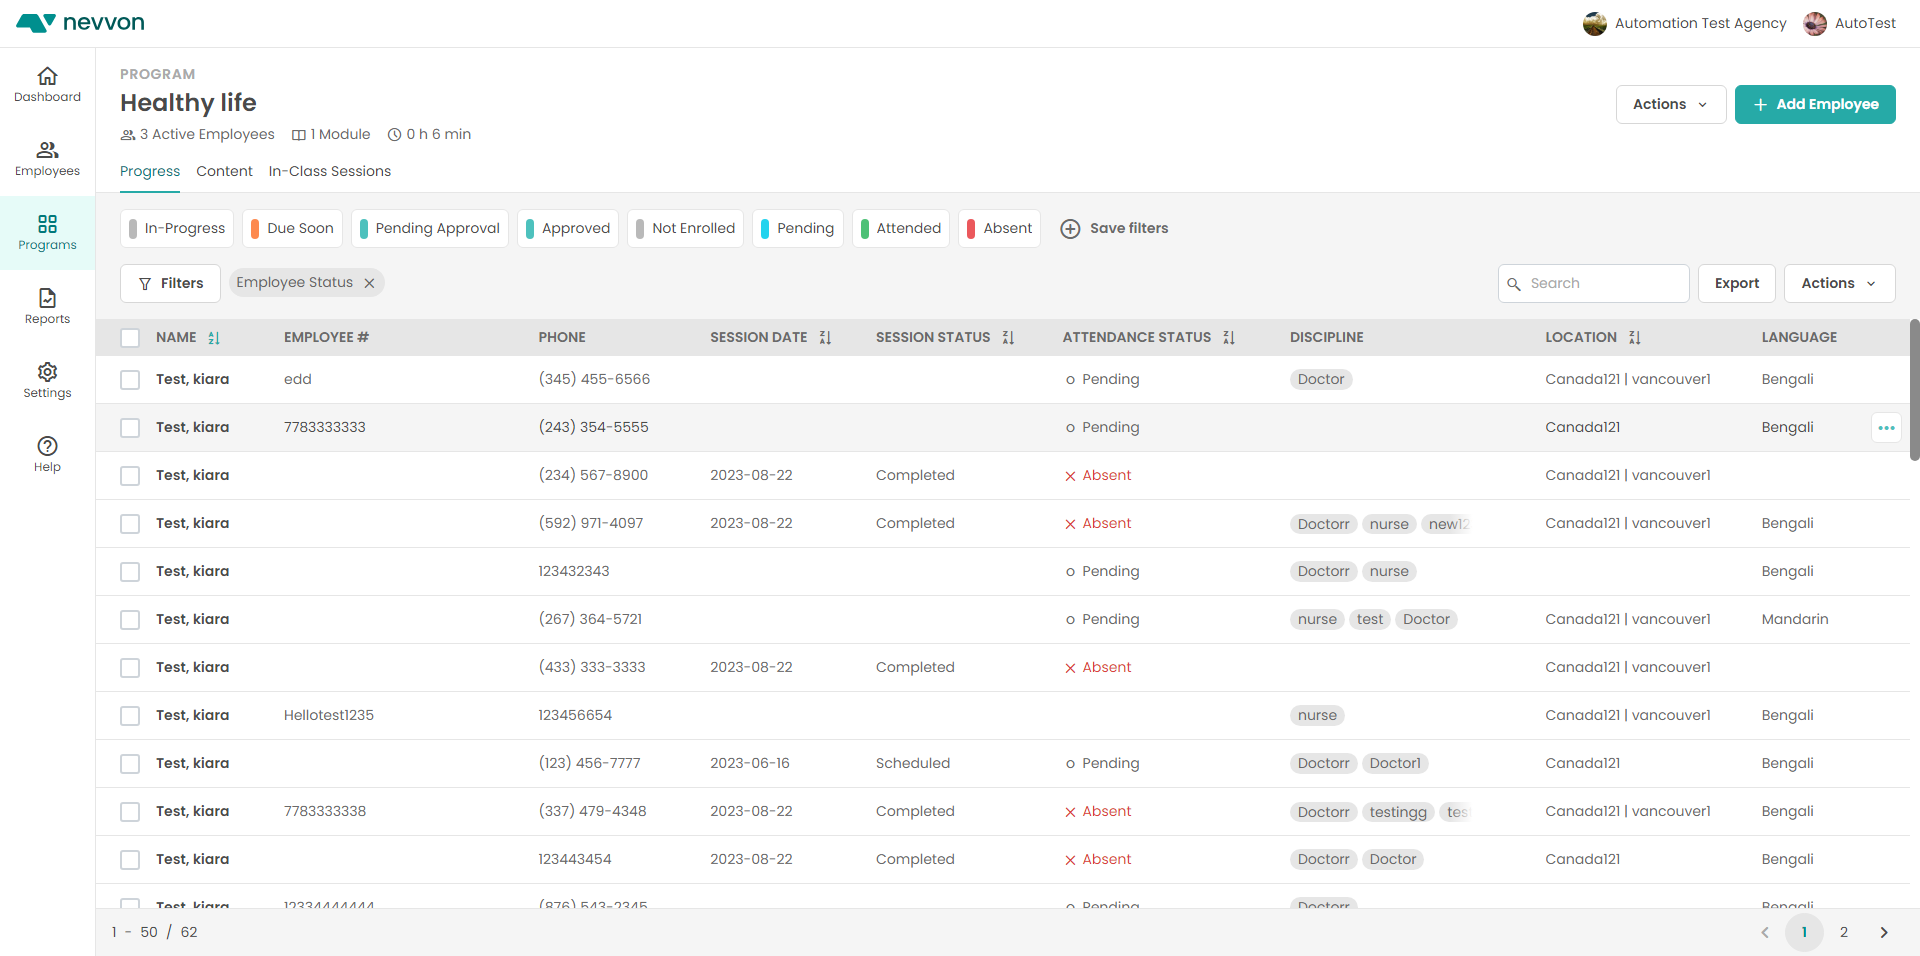 nevvon
Automation Test Agency AutoTest
Dashboard
Employees
Programs
Reports
Settings
Help
PROGRAM
Healthy life
3 Active Employees 1 Module 0 h 6 min
Actions + Add Employee
Progress Content In-Class Sessions
In-Progress Due Soon Pending Approval Approved Not Enrolled Pending Attended Absent Save filters
Filters Employee Status Search Export Actions
NAME EMPLOYEE # PHONE SESSION DATE SESSION STATUS ATTENDANCE STATUS DISCIPLINE LOCATION LANGUAGE
Test, kiara edd (345) 455-6566 Pending Doctor Canada121 | vancouver1 Bengali
Test, kiara 7783333333 (243) 354-5555 Pending Canada121 Bengali
Test, kiara (234) 567-8900 2023-08-22 Completed Absent Canada121 | vancouver1
Test, kiara (592) 971-4097 2023-08-22 Completed Absent Doctorr nurse new12 Canada121 | vancouver1 Bengali
Test, kiara 123432343 Pending Doctorr nurse Bengali
Test, kiara (267) 364-5721 Pending nurse test Doctor Canada121 | vancouver1 Mandarin
Test, kiara (433) 333-3333 2023-08-22 Completed Absent Canada121 | vancouver1
Test, kiara Hellotest1235 123456654 nurse Canada121 | vancouver1 Bengali
Test, kiara (123) 456-7777 2023-06-16 Scheduled Pending Doctorr Doctor1 Canada121 Bengali
Test, kiara 7783333338 (337) 479-4348 2023-08-22 Completed Absent Doctorr testingg tes Canada121 | vancouver1 Bengali
Test, kiara 123443454 2023-08-22 Completed Absent Doctorr Doctor Canada121 Bengali
Test, kiara 12334444444 (876) 543-2345 Pending Doctorr Bengali
1 - 50 / 62 1 2